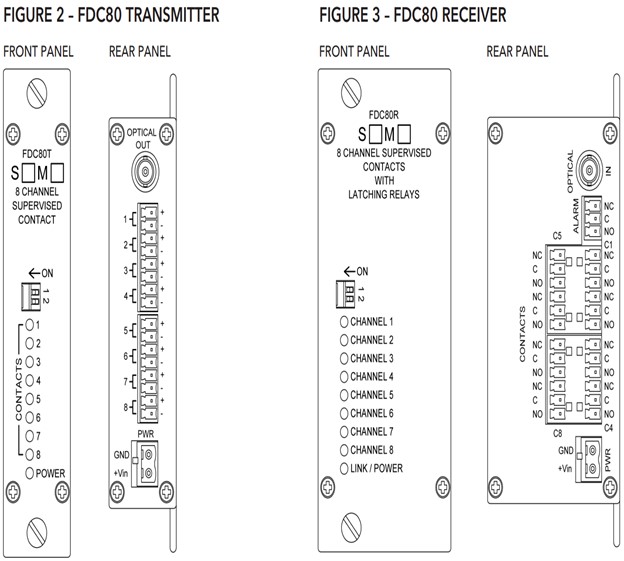 FIGURE 2 – FDC80 TRANSMITTER
FRONT PANEL
REAR PANEL
FDC80T
S M
8 CHANNEL
SUPERVISED
CONTACT
←ON
1 2
CONTACTS
1
2
3
4
5
6
7
8
POWER
OPTICAL
OUT
1 + -
2 + -
3 + -
4 + -
5 + -
6 + -
7 + -
8 + -
PWR
GND
+Vin
FIGURE 3 – FDC80 RECEIVER
FRONT PANEL
REAR PANEL
FDC80R
S M
8 CHANNEL SUPERVISED
CONTACTS
WITH
LATCHING RELAYS
←ON
1 2
CHANNEL 1
CHANNEL 2
CHANNEL 3
CHANNEL 4
CHANNEL 5
CHANNEL 6
CHANNEL 7
CHANNEL 8
LINK / POWER
OPTICAL
IN
ALARM
NC
C
NO
C5 C1
CONTACTS
NC NC
C C
NO NO
NC NC
C C
NO NO
NC NC
C C
NO NO
NC NC
C C
NO NO
C8 C4
GND
+Vin
PWR